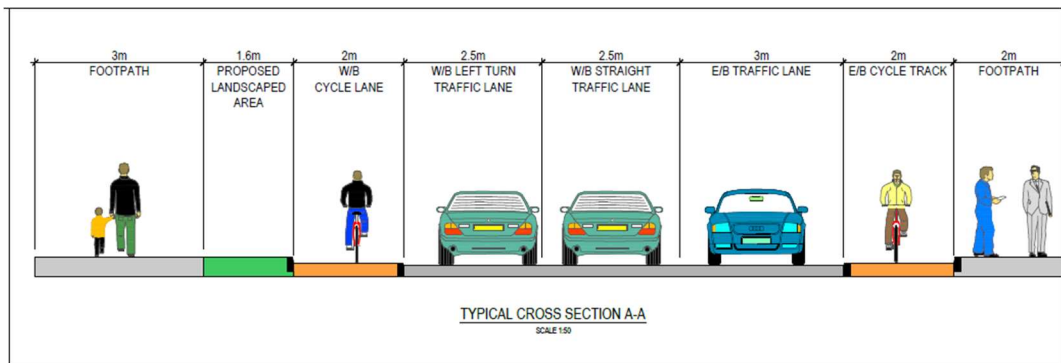 3m
FOOTPATH
1.6m
PROPOSED
LANDSCAPED
AREA
2m
W/B
CYCLE LANE
2.5m
W/B LEFT TURN
TRAFFIC LANE
2.5m
W/B STRAIGHT
TRAFFIC LANE
3m
E/B TRAFFIC LANE
2m
E/B CYCLE TRACK
2m
FOOTPATH
TYPICAL CROSS SECTION A-A
SCALE 1:50